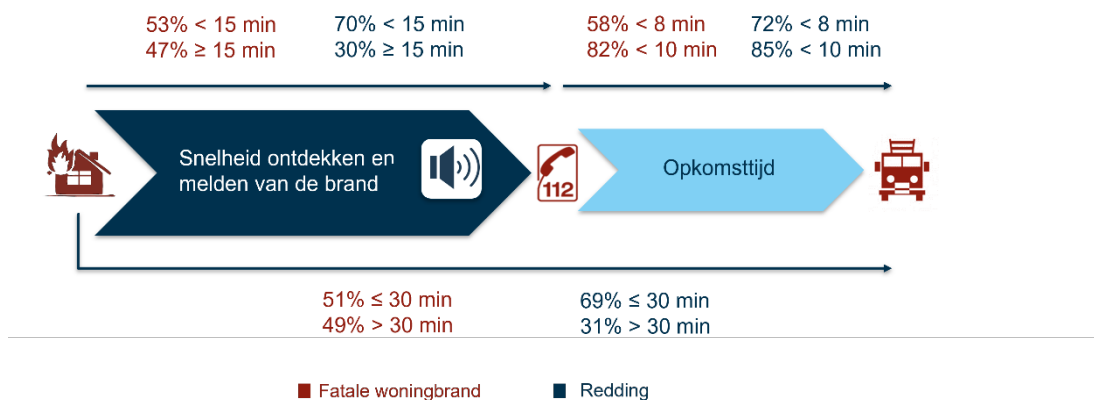 53% < 15 min
47% ≥ 15 min
70% < 15 min
30% ≥ 15 min
58% < 8 min
82% < 10 min
72% < 8 min
85% < 10 min
Snelheid ontdekken en
melden van de brand
112
Opkomsttijd
51% ≤ 30 min
49% > 30 min
69% ≤ 30 min
31% > 30 min
Fatale woningbrand
Redding